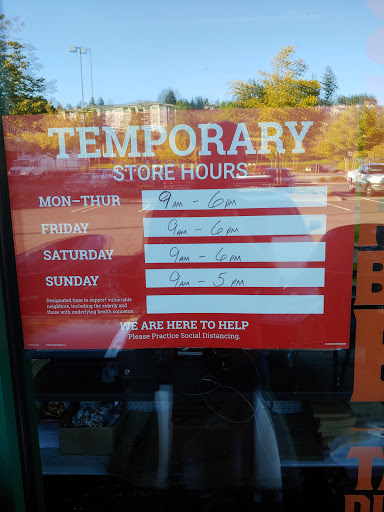 TEMPORARY
STORE HOURS
MON–THUR 9AM – 6PM
FRIDAY 9AM – 6PM
SATURDAY 9AM – 6PM
SUNDAY 9AM – 5PM
Designated time to support vulnerable
neighbors, including the elderly and
those with underlying health concerns
WE ARE HERE TO HELP
Please Practice Social Distancing.